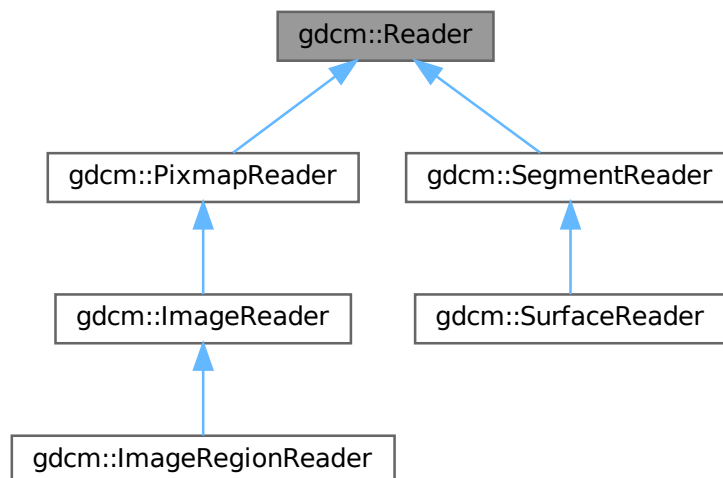 gdcm::Reader
gdcm::PixmapReader
gdcm::SegmentReader
gdcm::ImageReader
gdcm::SurfaceReader
gdcm::ImageRegionReader